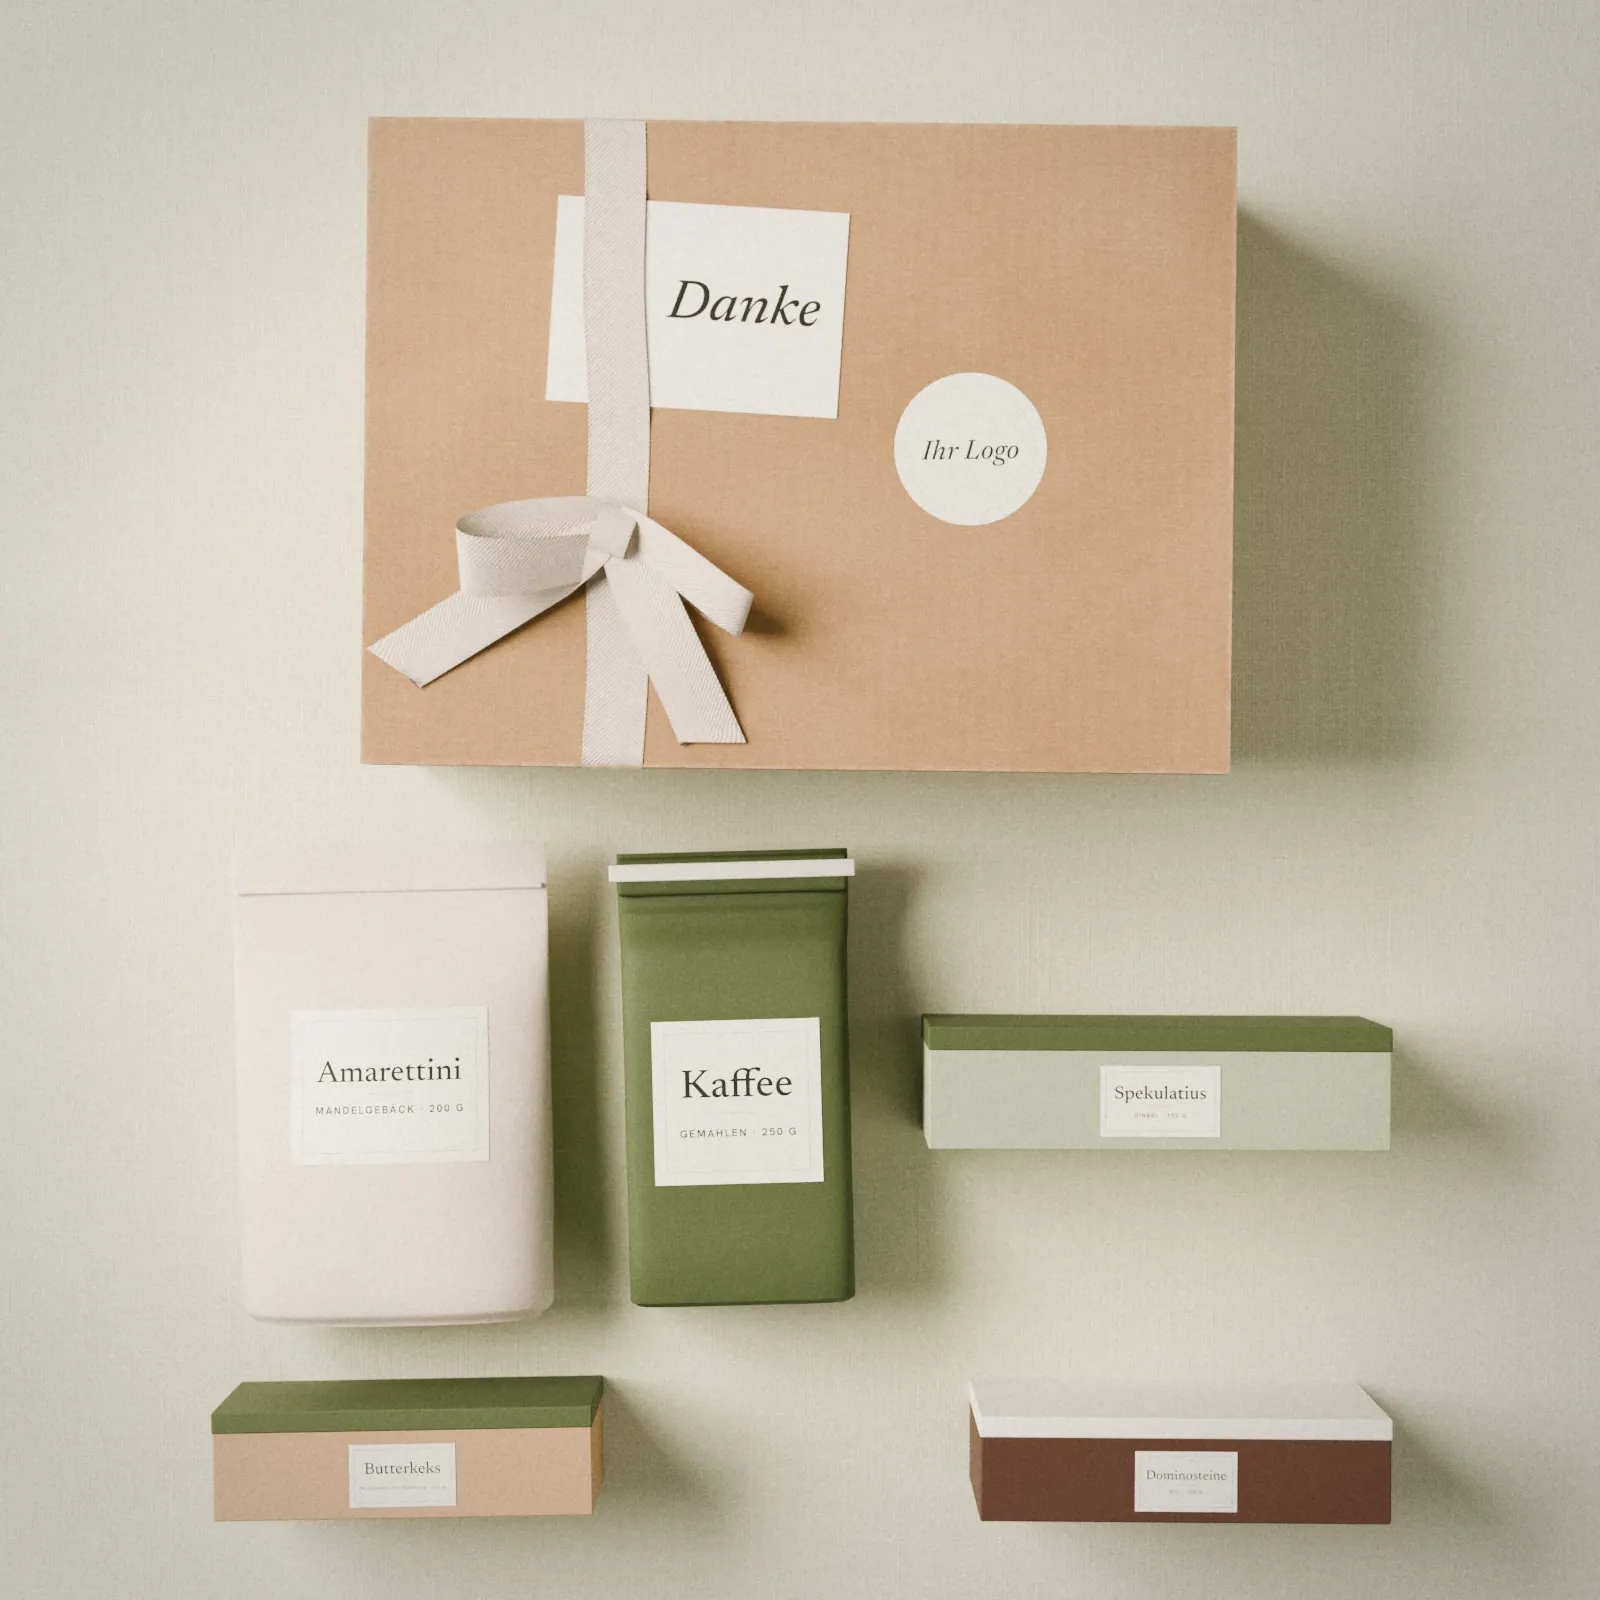 Danke
Ihr Logo
Amarettini
MANDELGEBÄCK · 200 G
Kaffee
GEMAHLEN · 250 G
Spekulatius
Butterkeks
Dominosteine